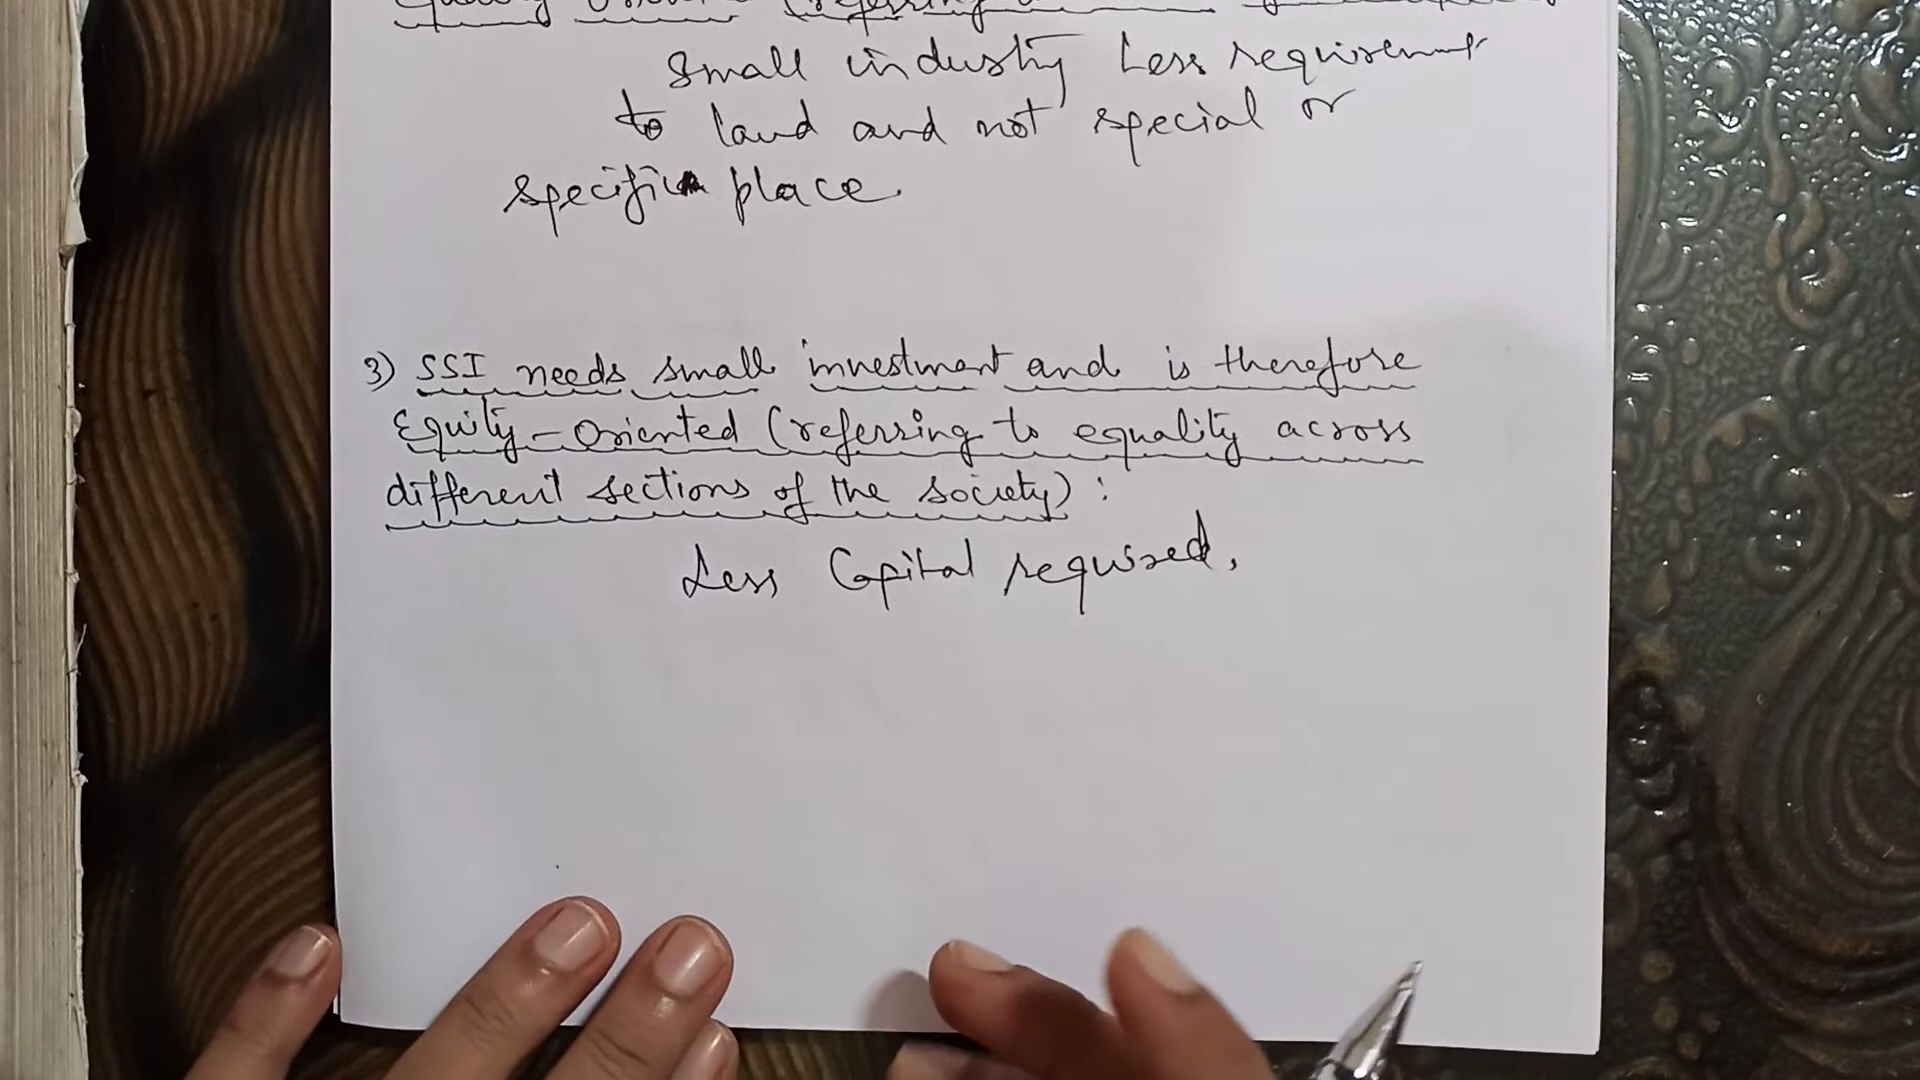 (referring
Small industry Less requirement
to land and not special or
specific place.
3) SSI needs small investment and is therefore
Equity-Oriented (referring to equality across
different sections of the society) :
Less Capital required.